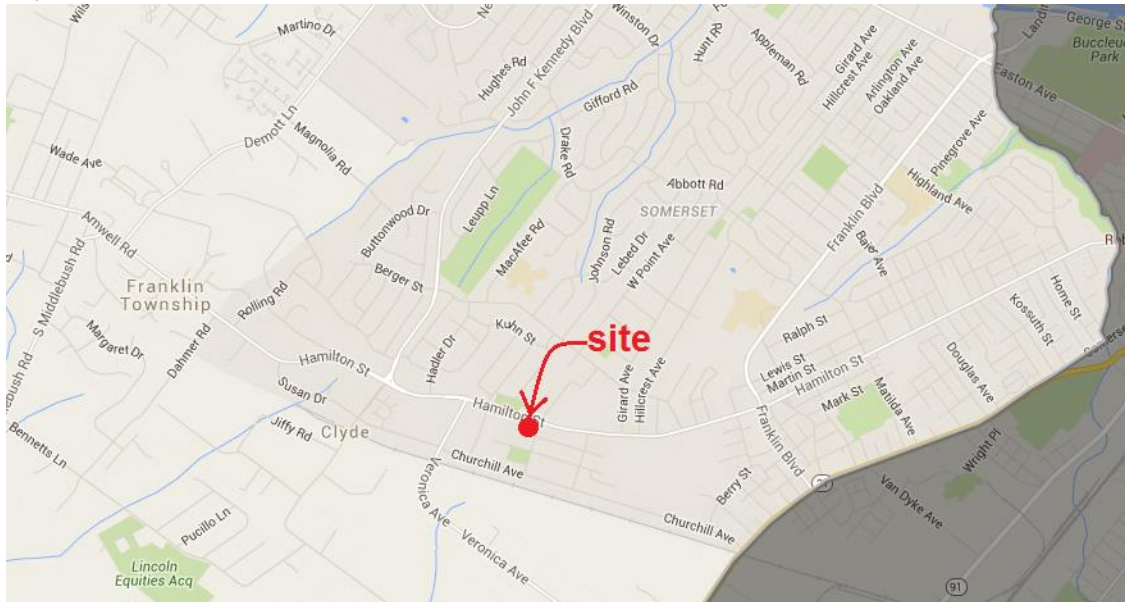 Martino Dr
Winston Dr
Hunt Rd
Appleman Rd
Girard Ave
Hillcrest Ave
Arlington Ave
Oakland Ave
George St
Buccleuch
Park
Easton Ave
Hughes Rd
John F Kennedy Blvd
Gifford Rd
Demott Ln
Magnolia Rd
Drake Rd
Wade Ave
Pinegrove Ave
Highland Ave
Abbott Rd
SOMERSET
Franklin Blvd
Leupp Ln
Buttonwood Dr
MacAfee Rd
Johnson Rd
Lebed Dr
W Point Ave
Baier Ave
Amwell Rd
S Middlebush Rd
Berger St
Franklin
Township
Rolling Rd
Home St
Kossuth St
Margaret Dr
Dahmer Rd
Kuhn St
site
Ralph St
Hamilton St
Hadler Dr
Lewis St
Martin St
Hamilton St
Douglas Ave
Susan Dr
Girard Ave
Hillcrest Ave
Mark St
Matilda Ave
Hamilton St
Jiffy Rd
Clyde
Franklin Blvd
Bennetts Ln
Churchill Ave
Veronica Ave
Berry St
Wright Pl
Van Dyke Ave
Pucillo Ln
Churchill Ave
Veronica Ave
Lincoln
Equities Acq
91